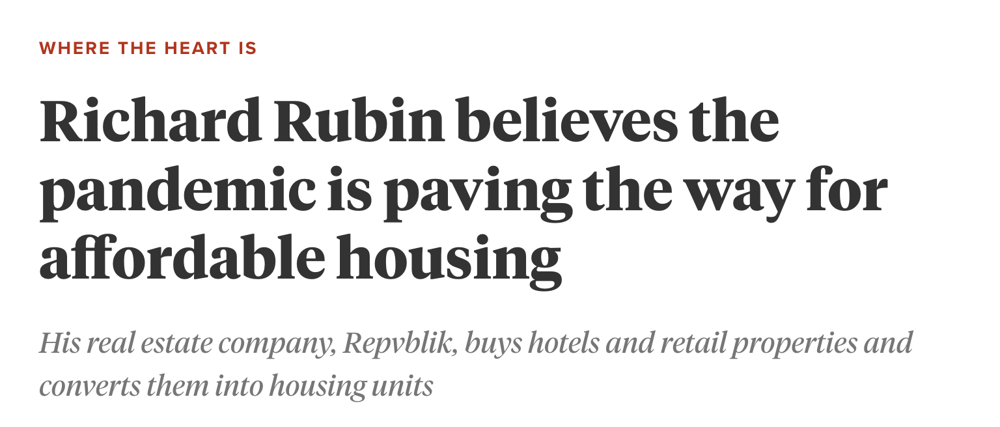 WHERE THE HEART IS
Richard Rubin believes the
pandemic is paving the way for
affordable housing
His real estate company, Repvblik, buys hotels and retail properties and
converts them into housing units